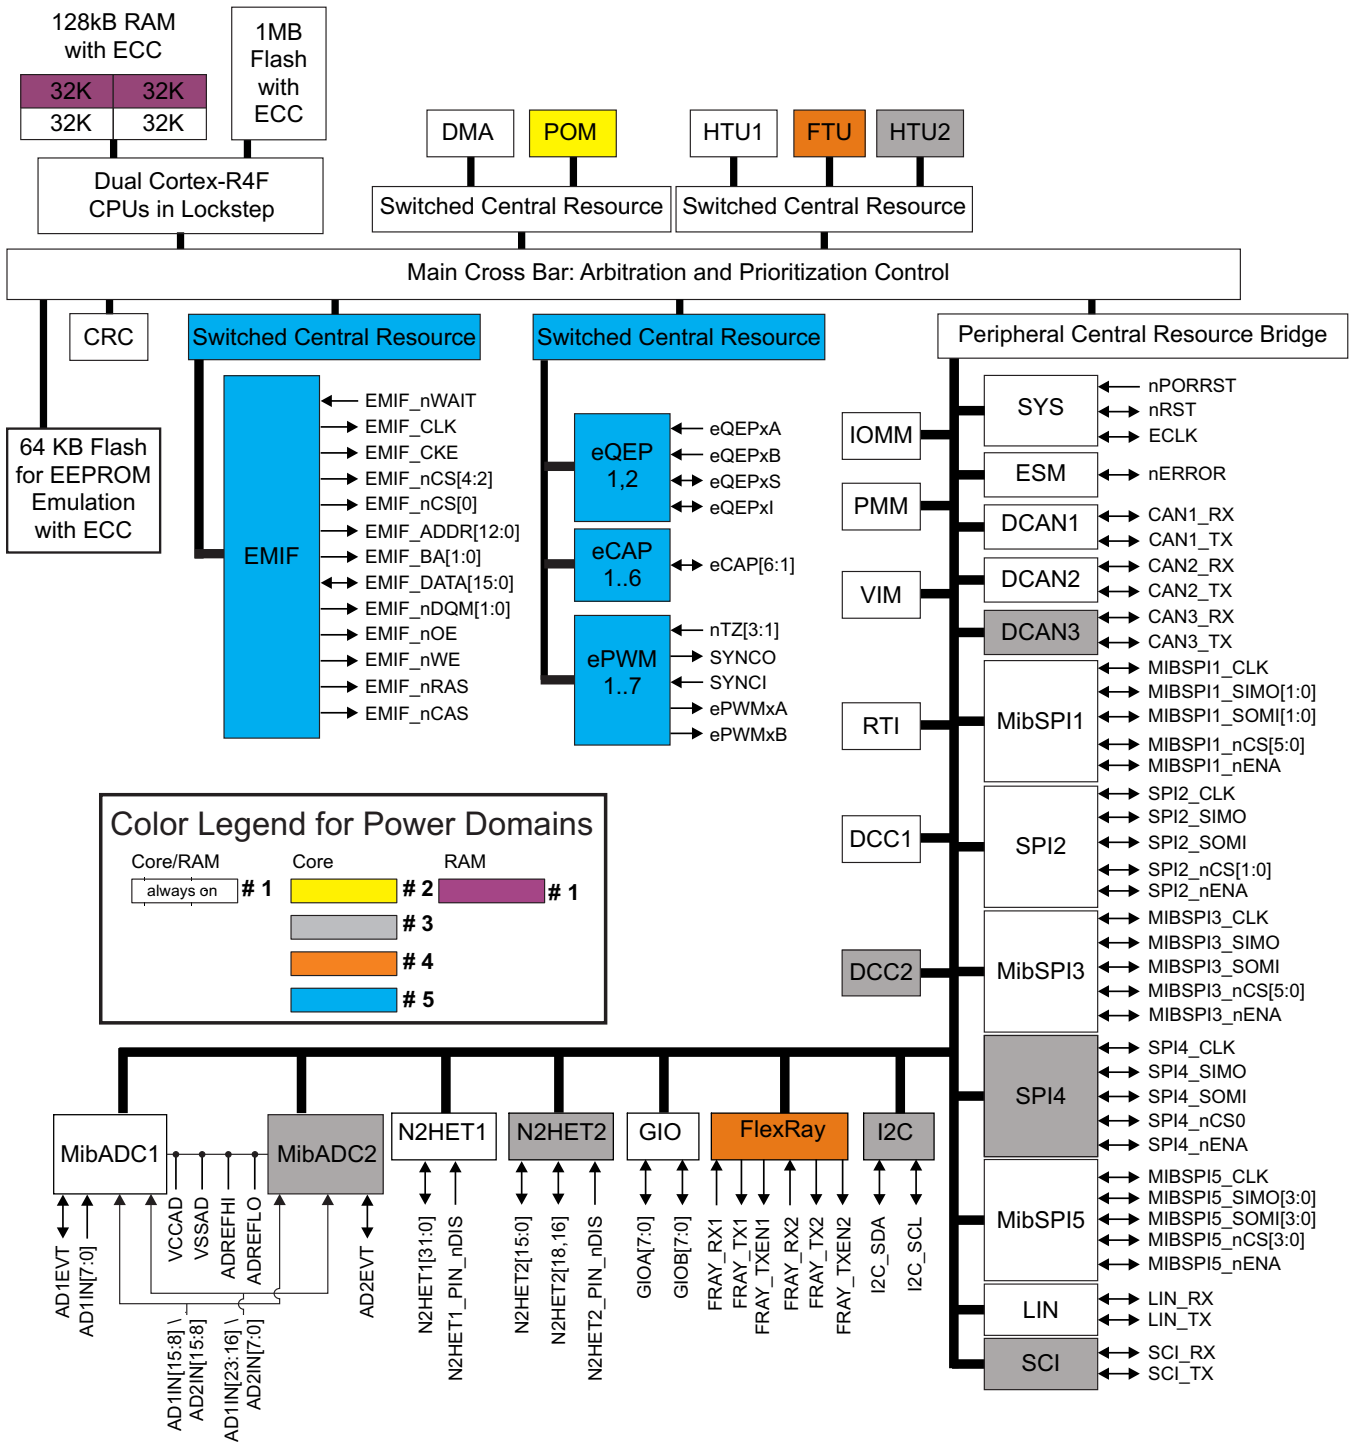 128kB RAM
with ECC
32K 32K
32K 32K
1MB
Flash
with
ECC
DMA
POM
HTU1
FTU
HTU2
Dual Cortex-R4F
CPUs in Lockstep
Switched Central Resource
Switched Central Resource
Main Cross Bar: Arbitration and Prioritization Control
CRC
Switched Central Resource
Switched Central Resource
Peripheral Central Resource Bridge
64 KB Flash
for EEPROM
Emulation
with ECC
EMIF
EMIF_nWAIT
EMIF_CLK
EMIF_CKE
EMIF_nCS[4:2]
EMIF_nCS[0]
EMIF_ADDR[12:0]
EMIF_BA[1:0]
EMIF_DATA[15:0]
EMIF_nDQM[1:0]
EMIF_nOE
EMIF_nWE
EMIF_nRAS
EMIF_nCAS
eQEP
1,2
eQEPxA
eQEPxB
eQEPxS
eQEPxI
eCAP
1..6
eCAP[6:1]
ePWM
1..7
nTZ[3:1]
SYNCO
SYNCI
ePWMxA
ePWMxB
IOMM
PMM
VIM
RTI
DCC1
DCC2
SYS
nPORRST
nRST
ECLK
ESM
nERROR
DCAN1
CAN1_RX
CAN1_TX
DCAN2
CAN2_RX
CAN2_TX
DCAN3
CAN3_RX
CAN3_TX
MibSPI1
MIBSPI1_CLK
MIBSPI1_SIMO[1:0]
MIBSPI1_SOMI[1:0]
MIBSPI1_nCS[5:0]
MIBSPI1_nENA
SPI2
SPI2_CLK
SPI2_SIMO
SPI2_SOMI
SPI2_nCS[1:0]
SPI2_nENA
MibSPI3
MIBSPI3_CLK
MIBSPI3_SIMO
MIBSPI3_SOMI
MIBSPI3_nCS[5:0]
MIBSPI3_nENA
SPI4
SPI4_CLK
SPI4_SIMO
SPI4_SOMI
SPI4_nCS0
SPI4_nENA
MibSPI5
MIBSPI5_CLK
MIBSPI5_SIMO[3:0]
MIBSPI5_SOMI[3:0]
MIBSPI5_nCS[3:0]
MIBSPI5_nENA
LIN
LIN_RX
LIN_TX
SCI
SCI_RX
SCI_TX
Color Legend for Power Domains
Core/RAM Core RAM
always on # 1 # 2 # 1
# 3
# 4
# 5
MibADC1
MibADC2
N2HET1
N2HET2
GIO
FlexRay
I2C
AD1EVT
AD1IN[7:0]
VCCAD
VSSAD
ADREFHI
ADREFLO
AD2EVT
AD1IN[15:8] \
AD2IN[15:8]
AD1IN[23:16] \
AD2IN[7:0]
N2HET1[31:0]
N2HET1_PIN_nDIS
N2HET2[15:0]
N2HET2[18,16]
N2HET2_PIN_nDIS
GIOA[7:0]
GIOB[7:0]
FRAY_RX1
FRAY_TX1
FRAY_TXEN1
FRAY_RX2
FRAY_TX2
FRAY_TXEN2
I2C_SDA
I2C_SCL